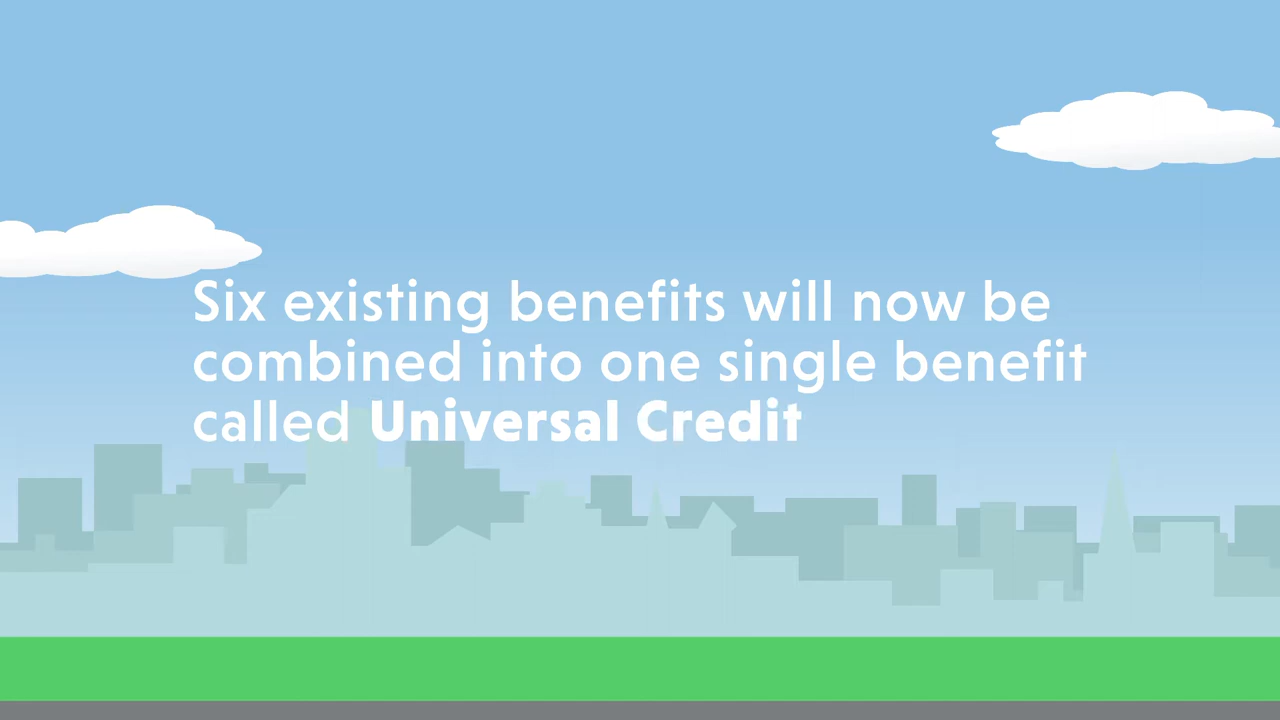 Six existing benefits will now be
combined into one single benefit
called Universal Credit